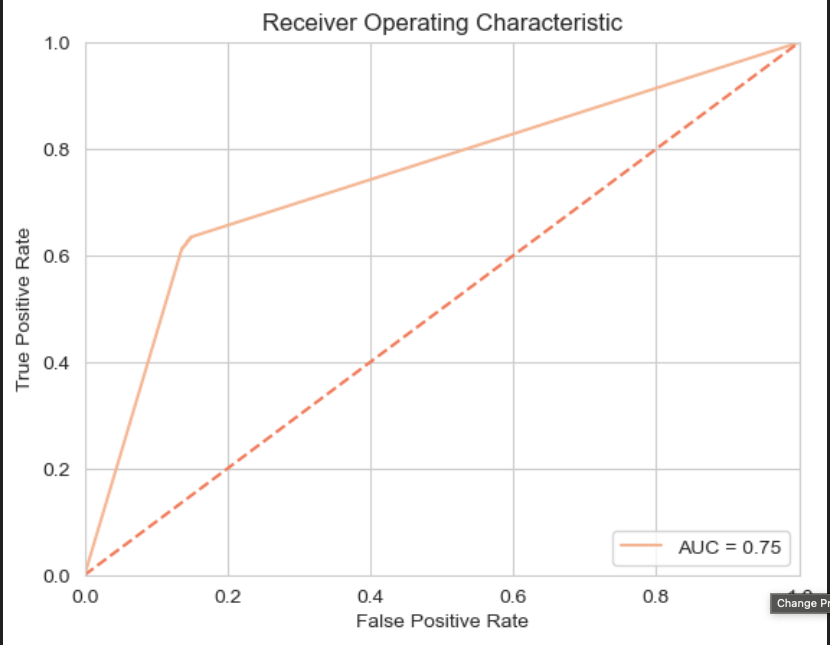 Receiver Operating Characteristic
1.0
0.8
0.6
0.4
0.2
0.0
True Positive Rate
AUC = 0.75
0.0 0.2 0.4 0.6 0.8
Change
False Positive Rate